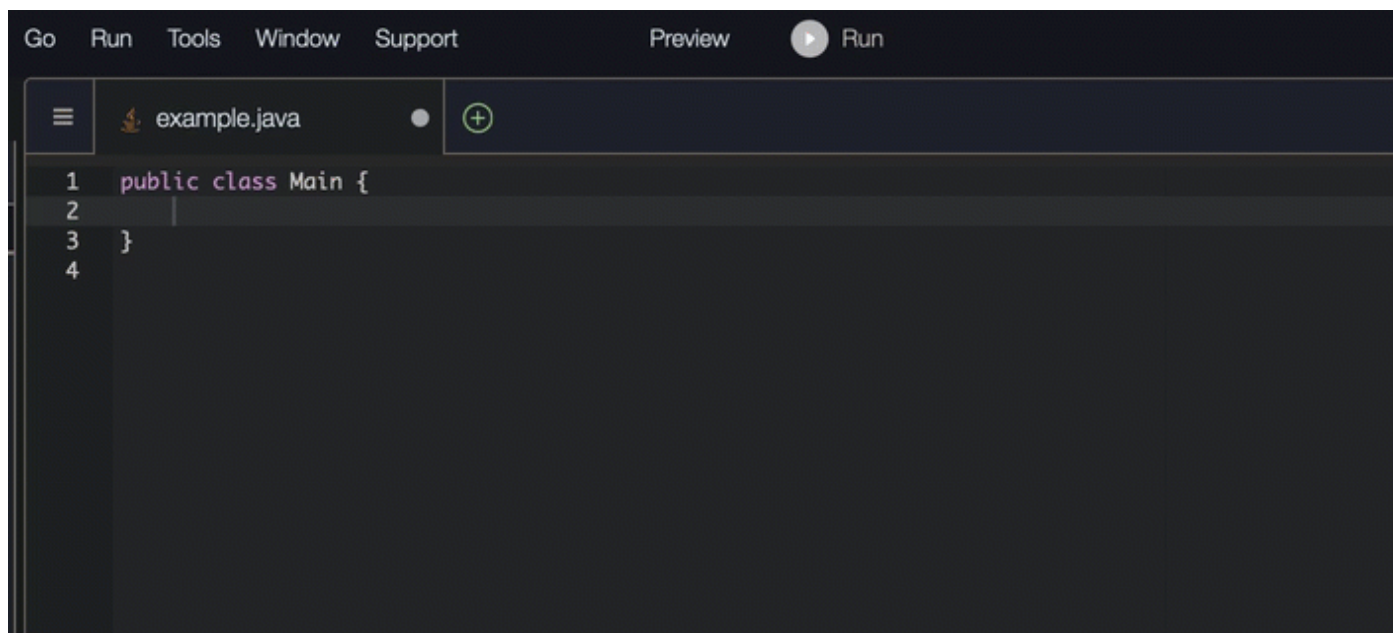 Go Run Tools Window Support Preview Run
example.java
1 public class Main {
2
3 }
4